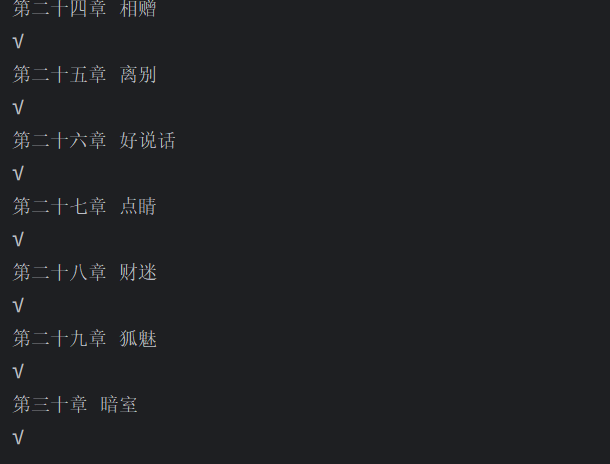 第二十四章 相赠
√
第二十五章 离别
√
第二十六章 好说话
√
第二十七章 点睛
√
第二十八章 财迷
√
第二十九章 狐魅
√
第三十章 暗室
√